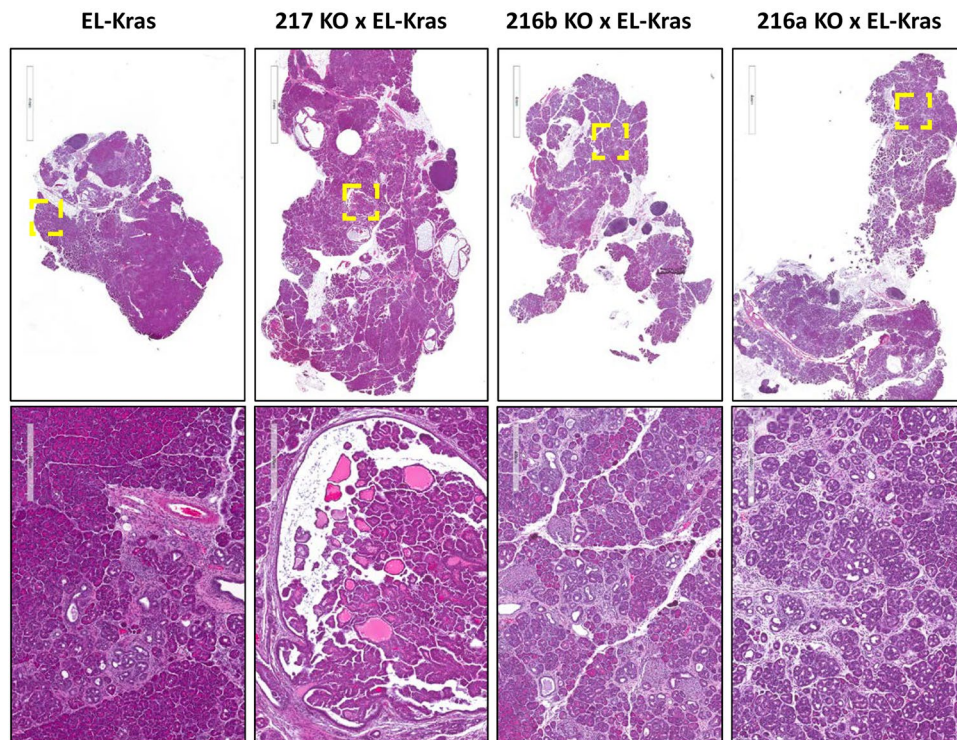 EL-Kras
217 KO x EL-Kras
216b KO x EL-Kras
216a KO x EL-Kras